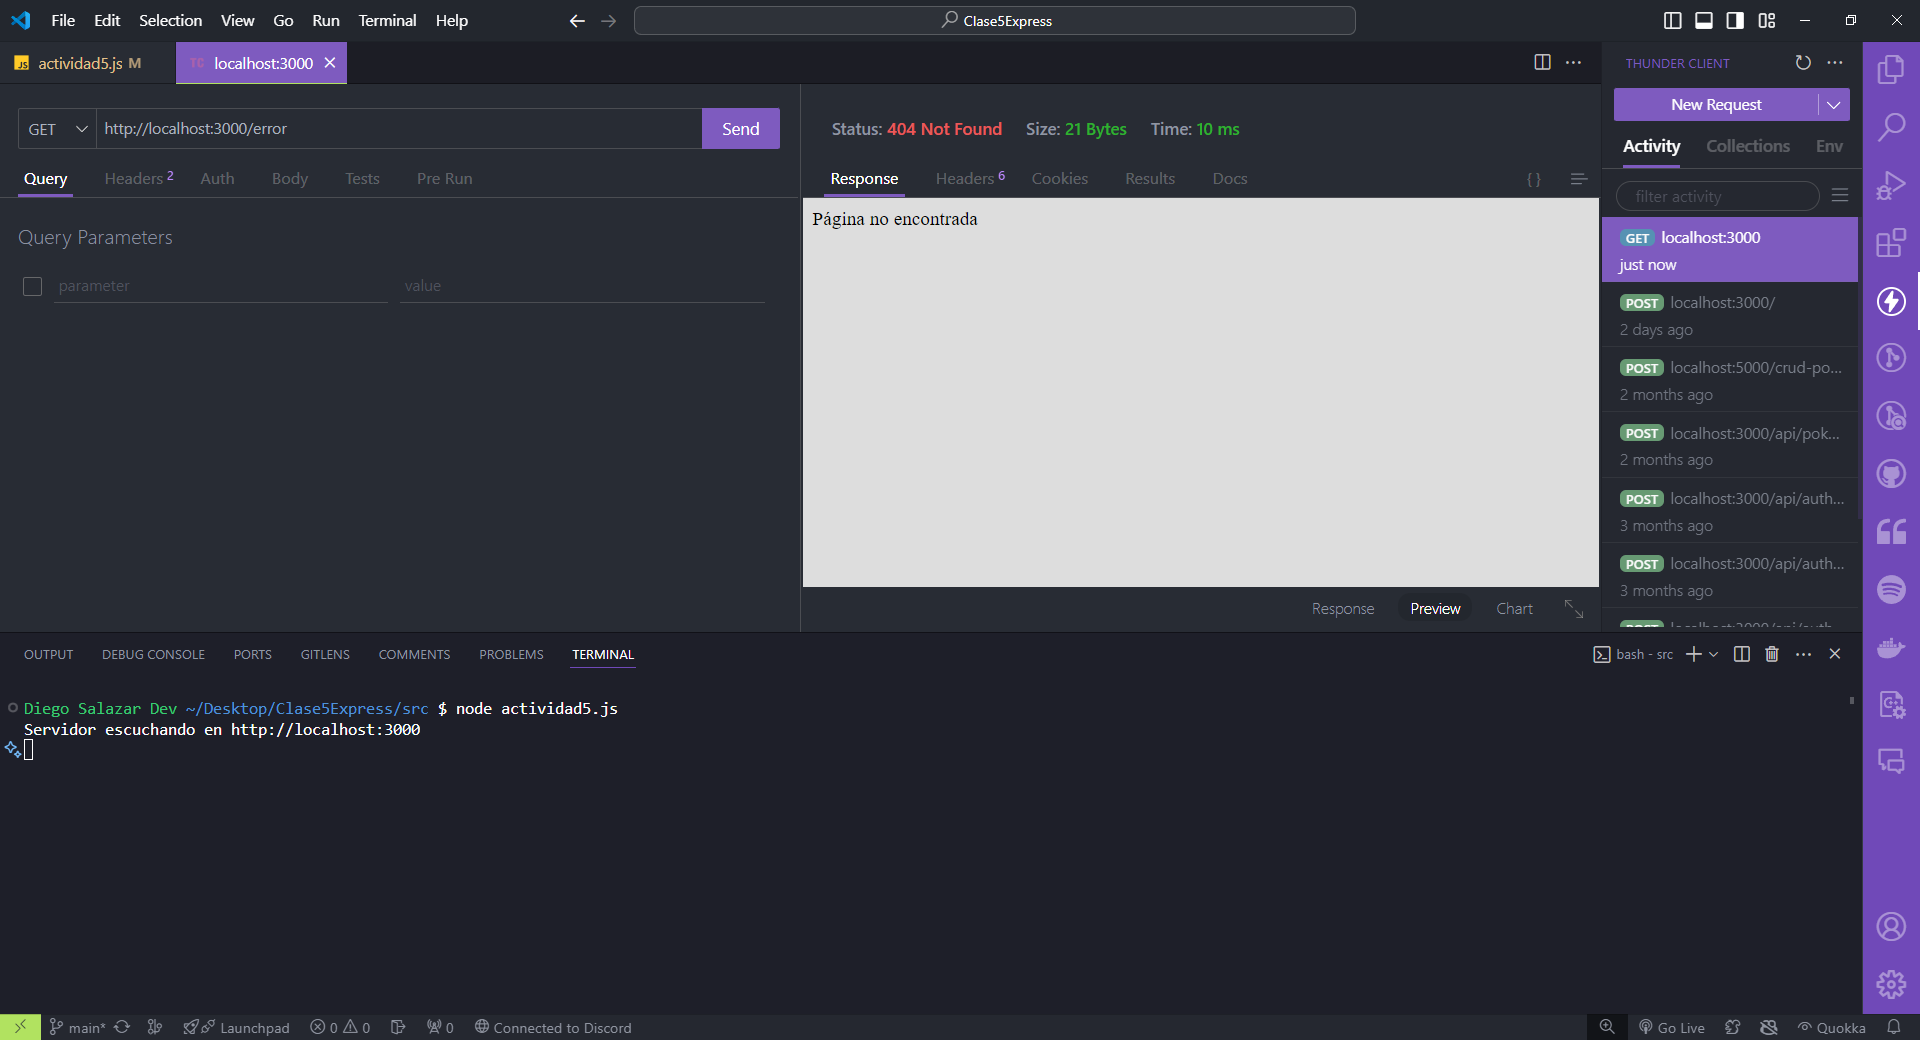 File Edit Selection View Go Run Terminal Help
Clase5Express
JS actividad5.js M
TC localhost:3000
THUNDER CLIENT
GET http://localhost:3000/error Send
Status: 404 Not Found Size: 21 Bytes Time: 10 ms
New Request
Query Headers 2 Auth Body Tests Pre Run
Response Headers 6 Cookies Results Docs { }
Activity Collections Env
filter activity
Query Parameters
parameter value
Página no encontrada
GET localhost:3000
just now
POST localhost:3000/
2 days ago
POST localhost:5000/crud-po...
2 months ago
POST localhost:3000/api/pok...
2 months ago
POST localhost:3000/api/auth...
3 months ago
POST localhost:3000/api/auth...
3 months ago
POST localhost:3000/api/auth...
Response Preview Chart
OUTPUT DEBUG CONSOLE PORTS GITLENS COMMENTS PROBLEMS TERMINAL
bash - src
Diego Salazar Dev ~/Desktop/Clase5Express/src $ node actividad5.js
Servidor escuchando en http://localhost:3000
main* Launchpad 0 0 0 Connected to Discord
Go Live Quokka